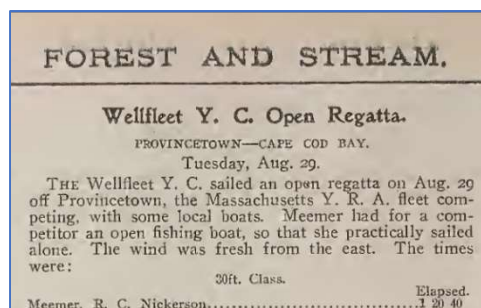 FOREST AND STREAM.
Wellfleet Y. C. Open Regatta.
PROVINCETOWN—CAPE COD BAY.
Tuesday, Aug. 29.
THE Wellfleet Y. C. sailed an open regatta on Aug. 29
off Provincetown, the Massachusetts Y. R. A. fleet com-
peting, with some local boats. Meemer had for a com-
petitor an open fishing boat, so that she practically sailed
alone. The wind was fresh from the east. The times
were:
30ft. Class.
Elapsed.
Meemer, R. C. Nickerson..................................1 20 40